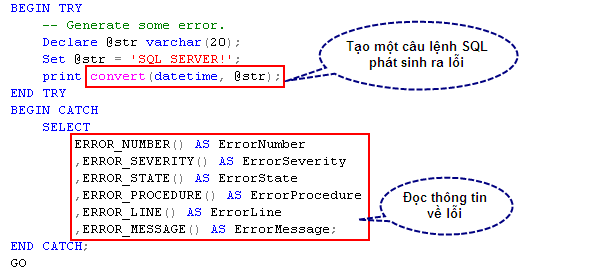 BEGIN TRY
-- Generate some error.
Declare @str varchar(20);
Set @str = 'SQL SERVER!';
print convert(datetime, @str);
END TRY
BEGIN CATCH
SELECT
ERROR_NUMBER() AS ErrorNumber
,ERROR_SEVERITY() AS ErrorSeverity
,ERROR_STATE() AS ErrorState
,ERROR_PROCEDURE() AS ErrorProcedure
,ERROR_LINE() AS ErrorLine
,ERROR_MESSAGE() AS ErrorMessage;
END CATCH;
GO
Tạo một câu lệnh SQL
phát sinh ra lỗi
Đọc thông tin
về lỗi